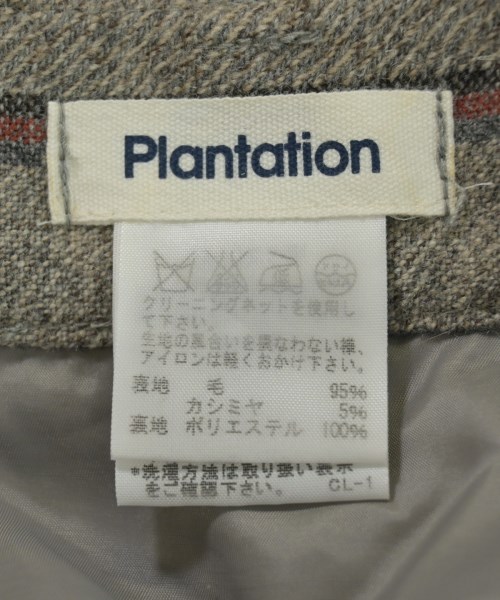 Plantation
クリーニングネットを使用し
て下さい。
生地の風合いを損なわない様、
アイロンは軽くおかけ下さい。
表地 毛 95%
カシミヤ 5%
裏地 ポリエステル 100%
*洗濯方法は取り扱い表示
をご確認下さい。 CL-1